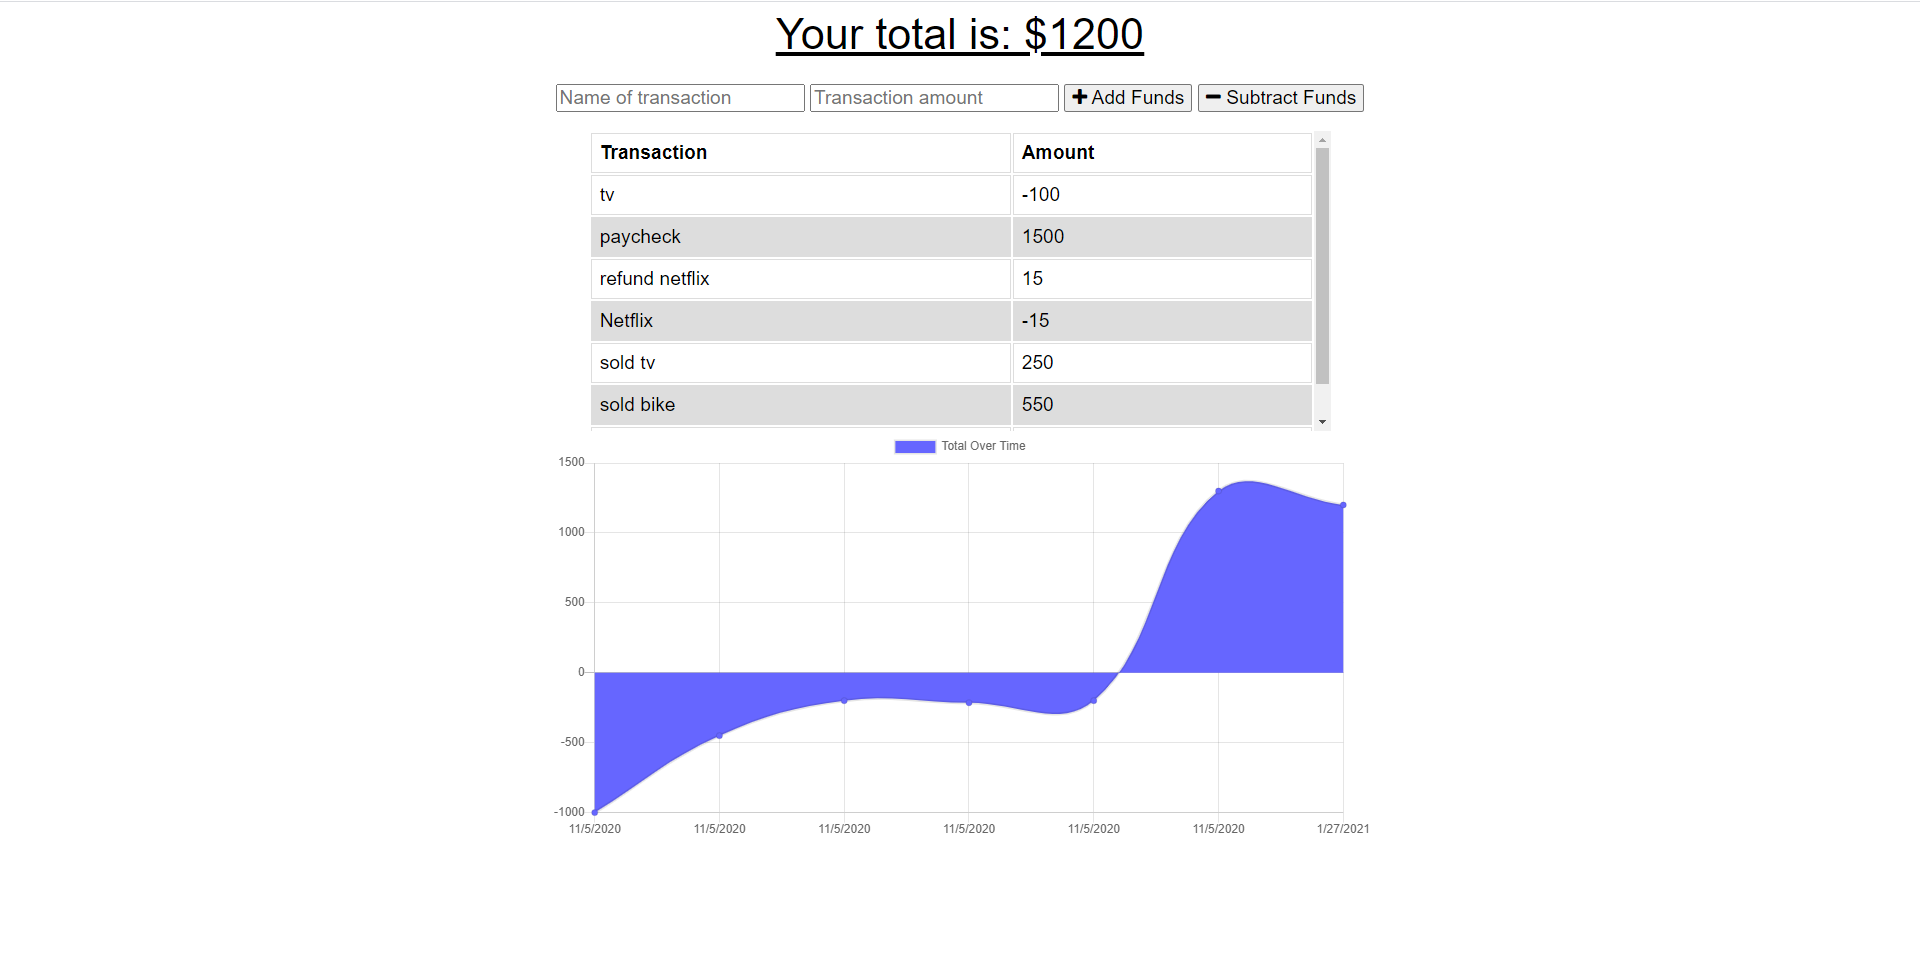 Your total is: $1200
Name of transaction Transaction amount + Add Funds − Subtract Funds
Transaction Amount
tv -100
paycheck 1500
refund netflix 15
Netflix -15
sold tv 250
sold bike 550
Total Over Time
1500
1000
500
0
-500
-1000
11/5/2020 11/5/2020 11/5/2020 11/5/2020 11/5/2020 11/5/2020 1/27/2021